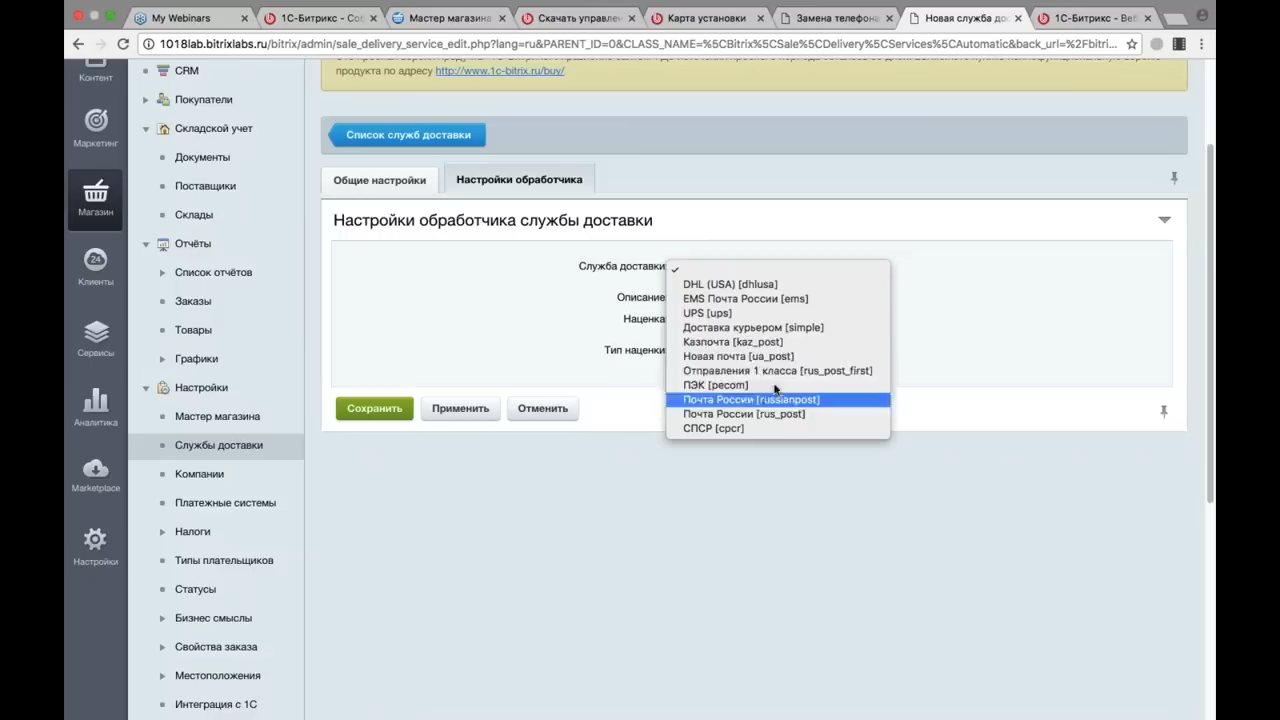 My Webinars
1С-Битрикс - Со
Мастер магазина
Скачать управлен
Карта установки
Замена телефона
Новая служба до
1С-Битрикс - Ве
1018lab.bitrixlabs.ru/bitrix/admin/sale_delivery_service_edit.php?lang=ru&PARENT_ID=0&CLASS_NAME=%5CBitrix%5CSale%5CDelivery%5CServices%5CAutomatic&back_url=%2Fbitri...
Контент
Маркетинг
Магазин
24
Клиенты
Сервисы
Аналитика
Marketplace
Настройки
CRM
Покупатели
Складской учет
Документы
Поставщики
Склады
Отчёты
Список отчётов
Заказы
Товары
Графики
Настройки
Мастер магазина
Службы доставки
Компании
Платежные системы
Налоги
Типы плательщиков
Статусы
Бизнес смыслы
Свойства заказа
Местоположения
Интеграция с 1С
продукта по адресу http://www.1c-bitrix.ru/buy/
Список служб доставки
Общие настройки
Настройки обработчика
Настройки обработчика службы доставки
Служба доставки:
Описание:
Наценка:
Тип наценки:
DHL (USA) [dhlusa]
EMS Почта России [ems]
UPS [ups]
Доставка курьером [simple]
Казпочта [kaz_post]
Новая почта [ua_post]
Отправления 1 класса [rus_post_first]
ПЭК [pecom]
Почта России [russianpost]
Почта России [rus_post]
СПСР [cpcr]
Сохранить
Применить
Отменить